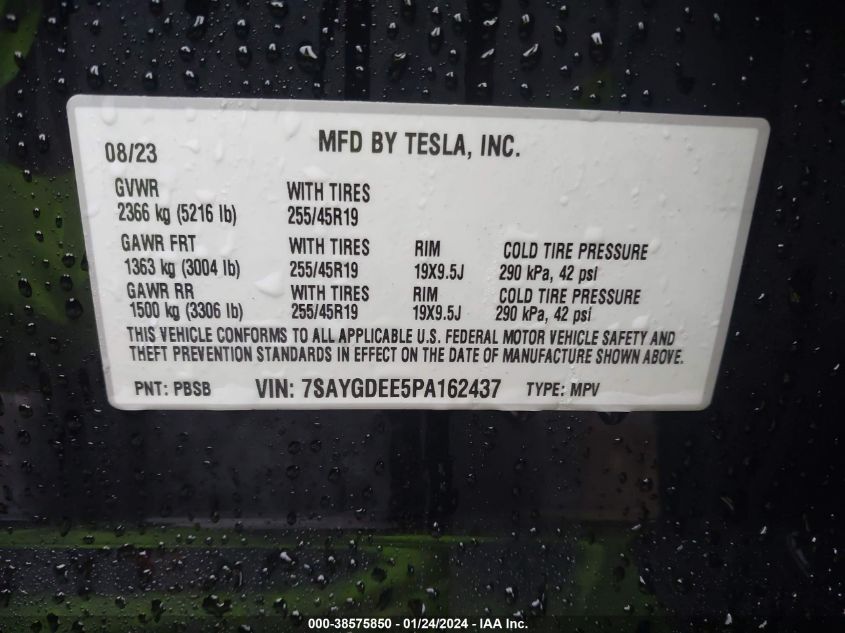 MFD BY TESLA, INC.
08/23
GVWR WITH TIRES
2366 kg (5216 lb) 255/45R19
GAWR FRT WITH TIRES RIM COLD TIRE PRESSURE
1363 kg (3004 lb) 255/45R19 19X9.5J 290 kPa, 42 psi
GAWR RR WITH TIRES RIM COLD TIRE PRESSURE
1500 kg (3306 lb) 255/45R19 19X9.5J 290 kPa, 42 psi
THIS VEHICLE CONFORMS TO ALL APPLICABLE U.S. FEDERAL MOTOR VEHICLE SAFETY AND
THEFT PREVENTION STANDARDS IN EFFECT ON THE DATE OF MANUFACTURE SHOWN ABOVE.
PNT: PBSB VIN: 7SAYGDEE5PA162437 TYPE: MPV
000-38575850 - 01/24/2024 - IAA Inc.